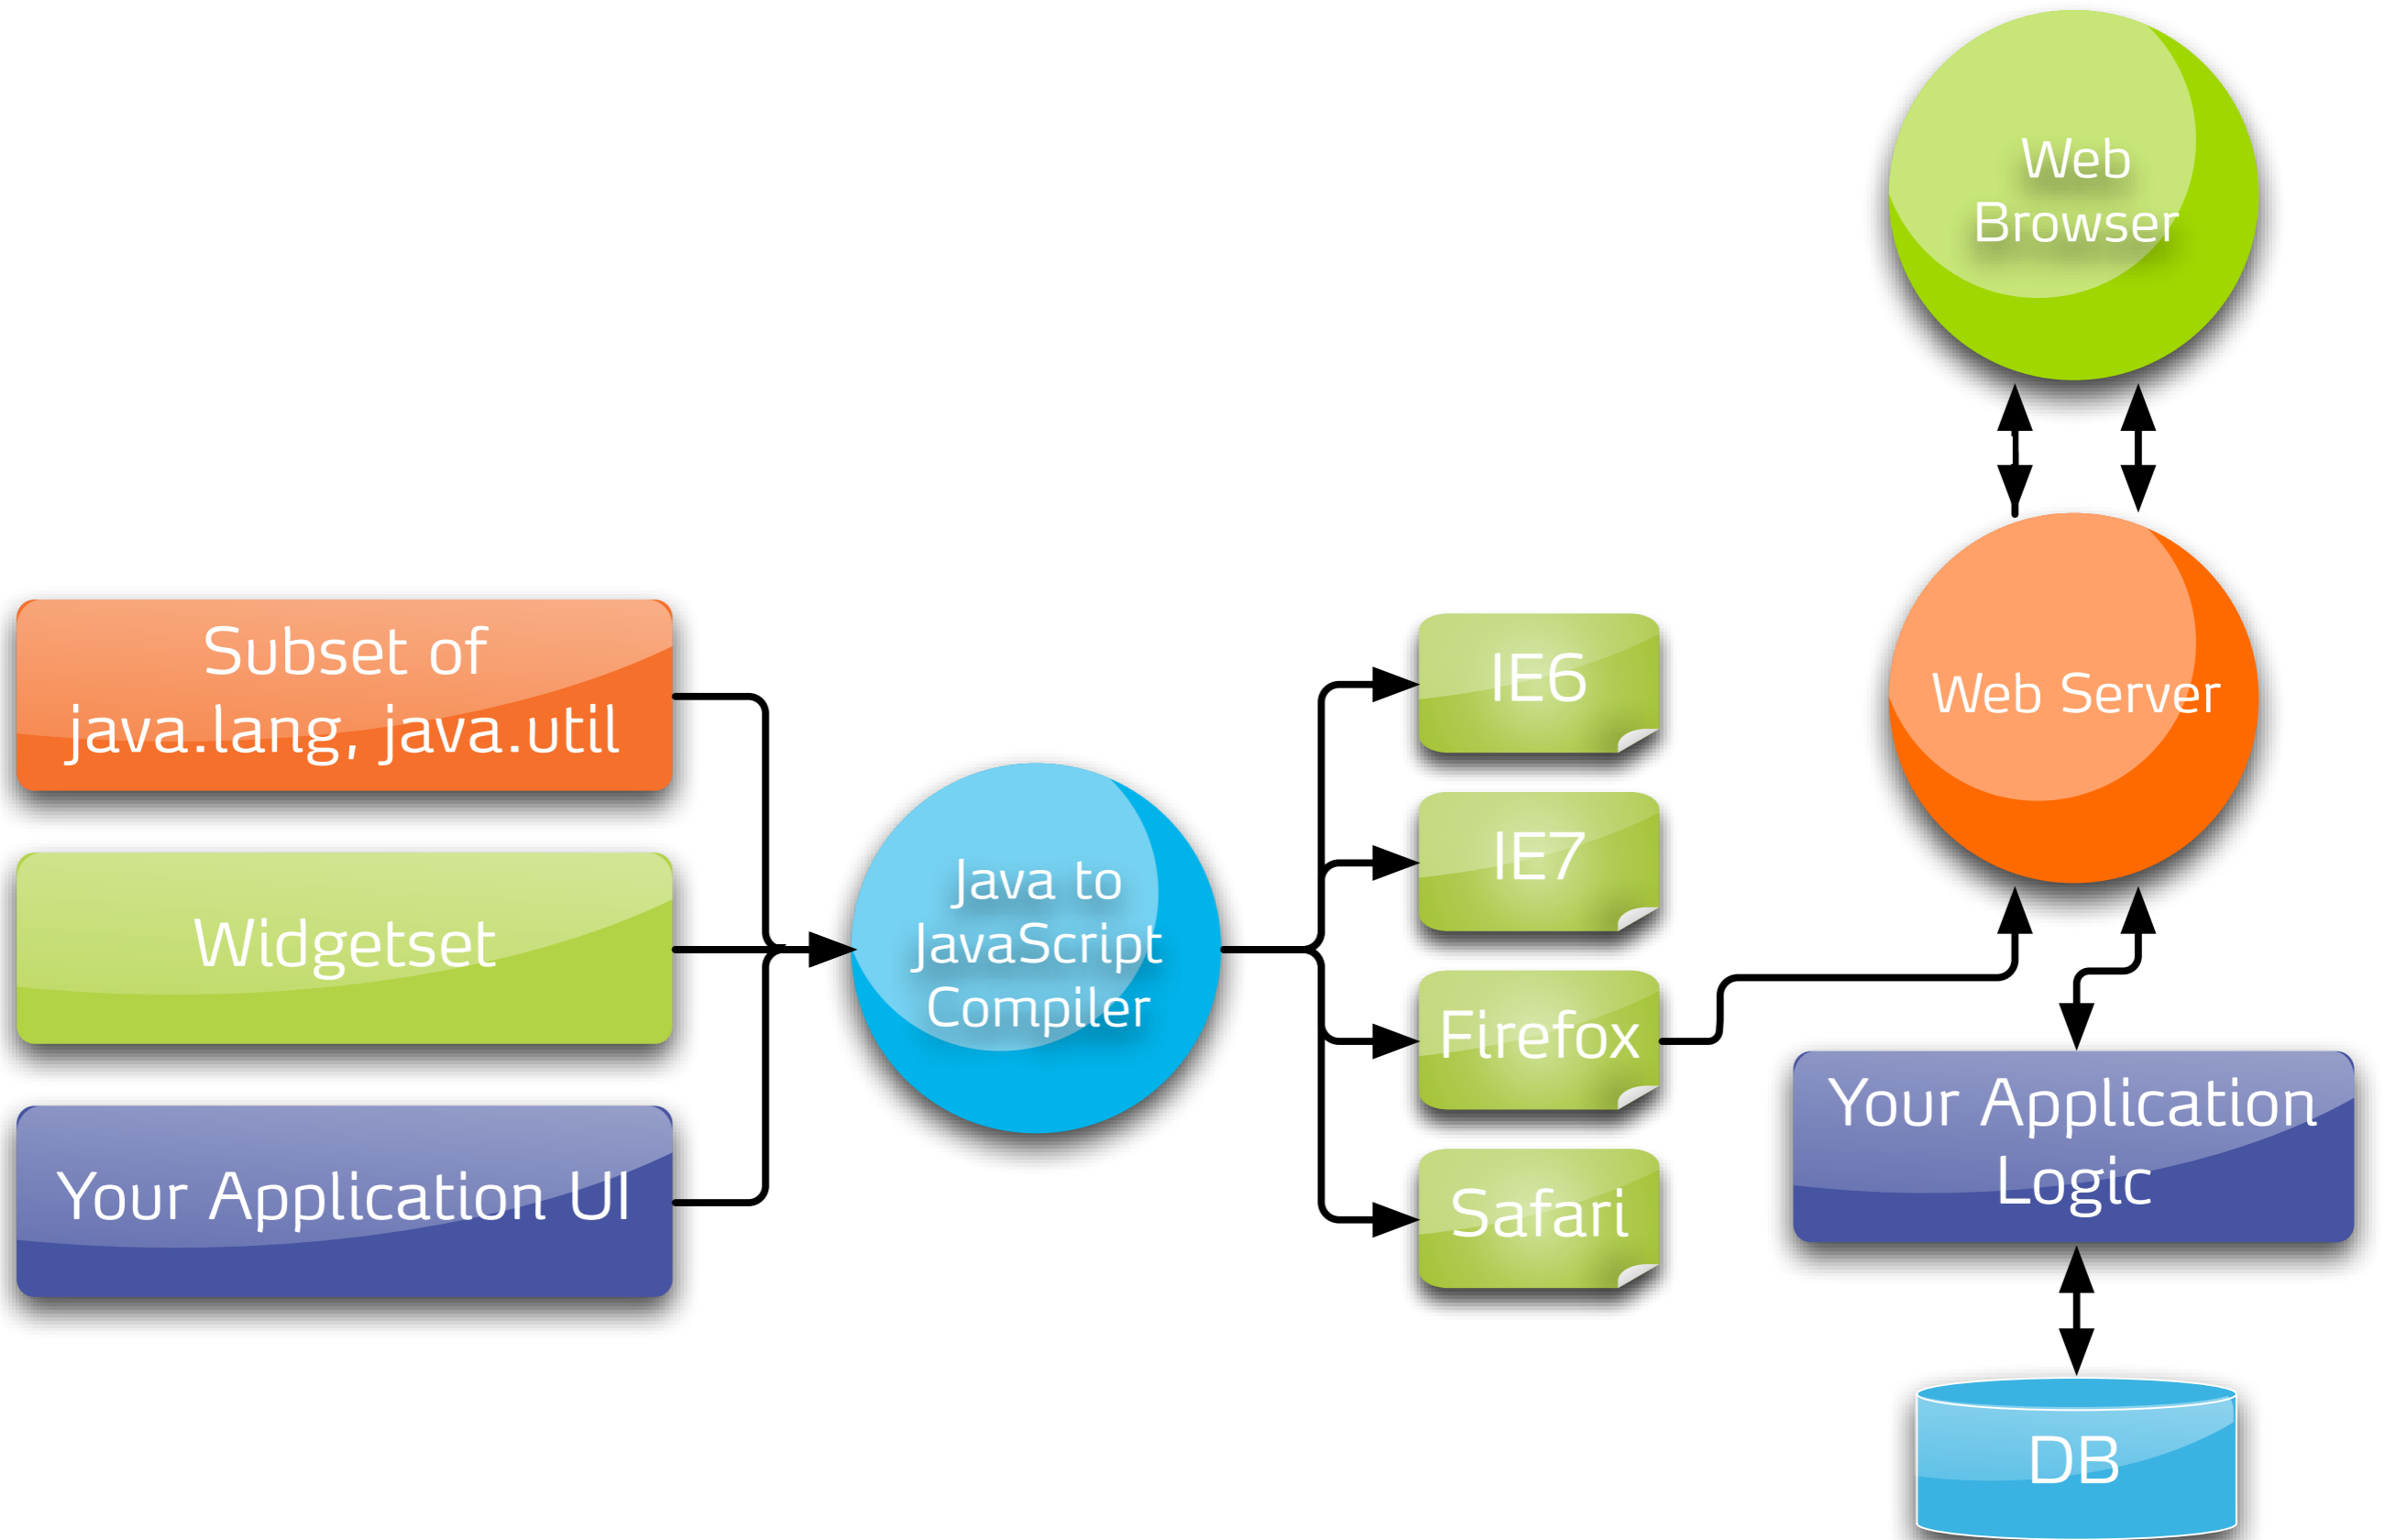 Web
Browser
Web Server
Subset of
java.lang, java.util
Widgetset
Your Application UI
Java to
JavaScript
Compiler
IE6
IE7
Firefox
Safari
Your Application
Logic
DB